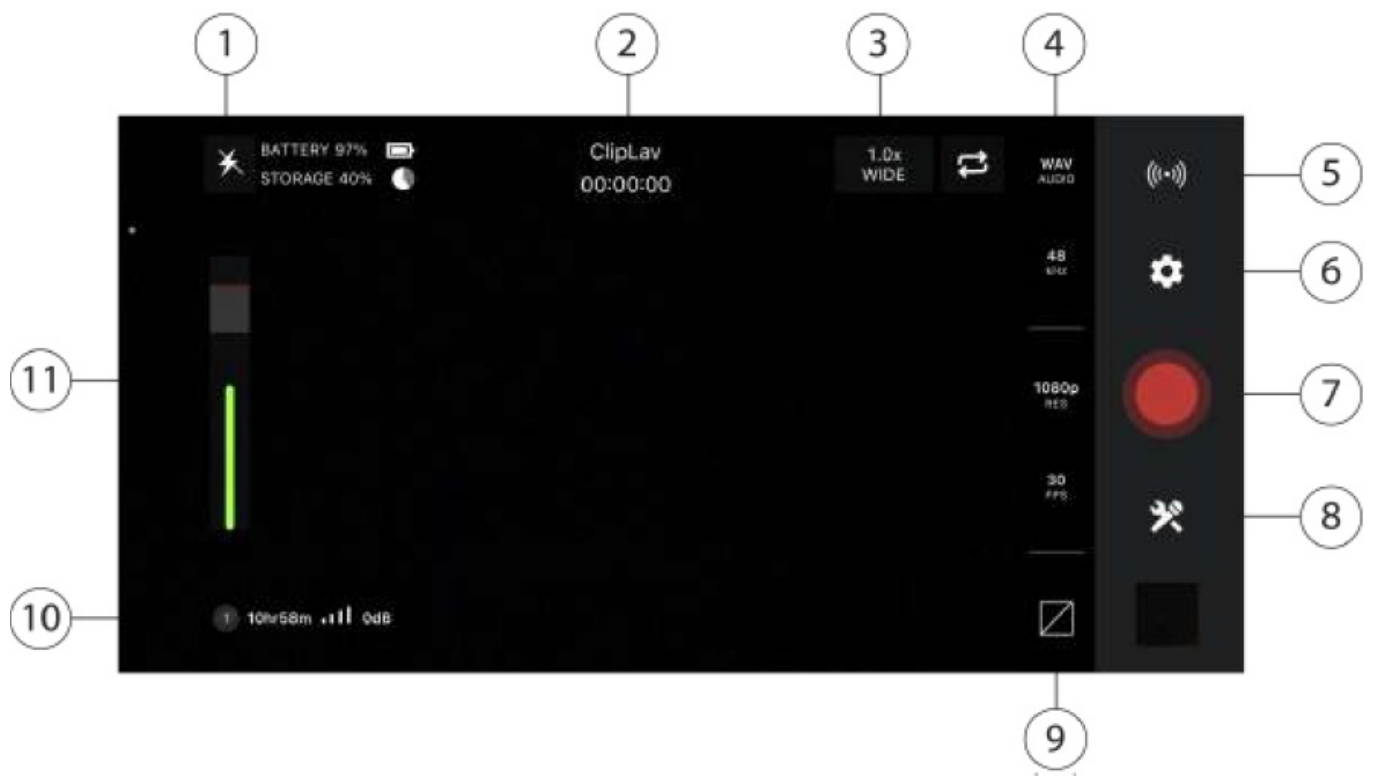 1
2
3
4
BATTERY 97%
STORAGE 40%
ClipLav
00:00:00
1.0x
WIDE
WAV
AUDIO
5
48
kHz
6
11
1080p
RES
7
30
FPS
8
10
1 10hr58m 0dB
9